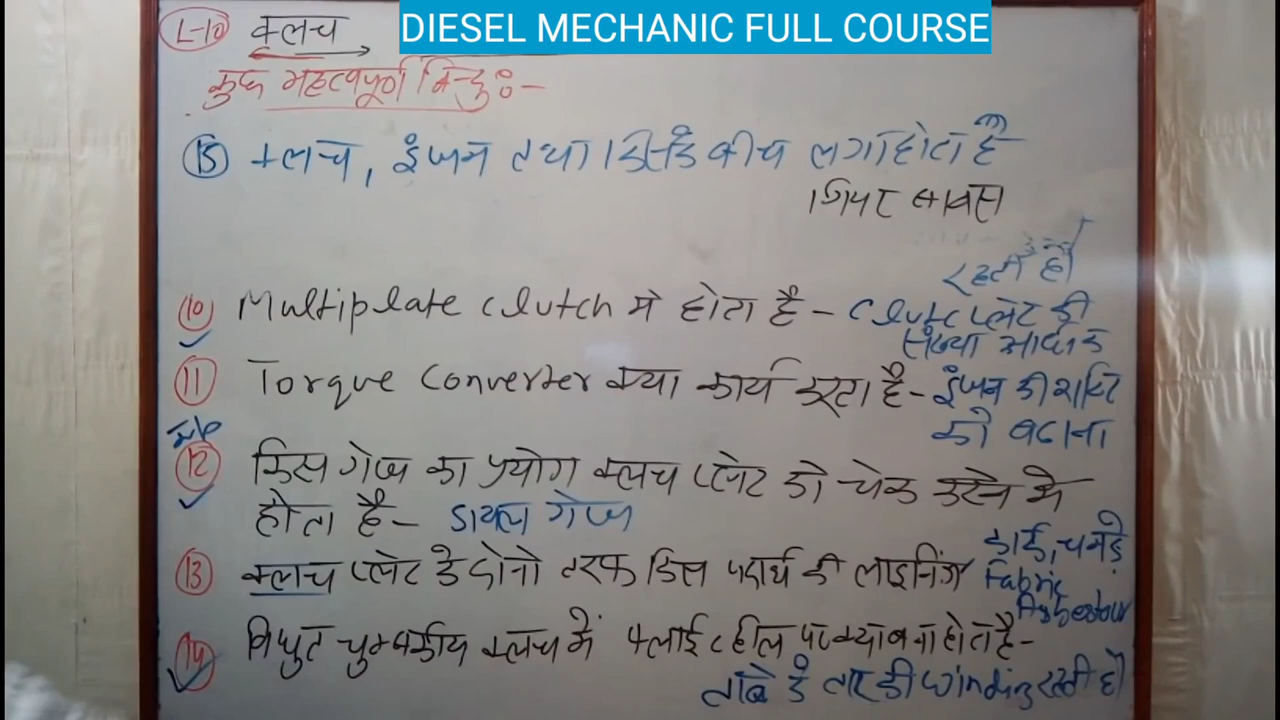 DIESEL MECHANIC FULL COURSE
L-10 क्लच
कुछ महत्वपूर्ण बिन्दु :-
15 क्लच, इंजन तथा किसके बीच लगा होता है
गियर बाक्स
रहती है
10 Multiplate Clutch मे होता है - Clutch प्लेट की
संख्या अधिक
11 Torque Converter क्या कार्य करता है - इंजन की शक्ति
को बढाना
12 किस गेज का प्रयोग क्लच प्लेट को चेक करने मे
होता है - डायल गेज
13 क्लच प्लेट के दोनो तरफ किस पदार्थ की लाइनिंग
कार्क, चमड़े
Fabric
14 विधुत चुम्बकीय क्लच में फ्लाई व्हील पर क्या बना होता है -
तांबे के तार की winding रहती है